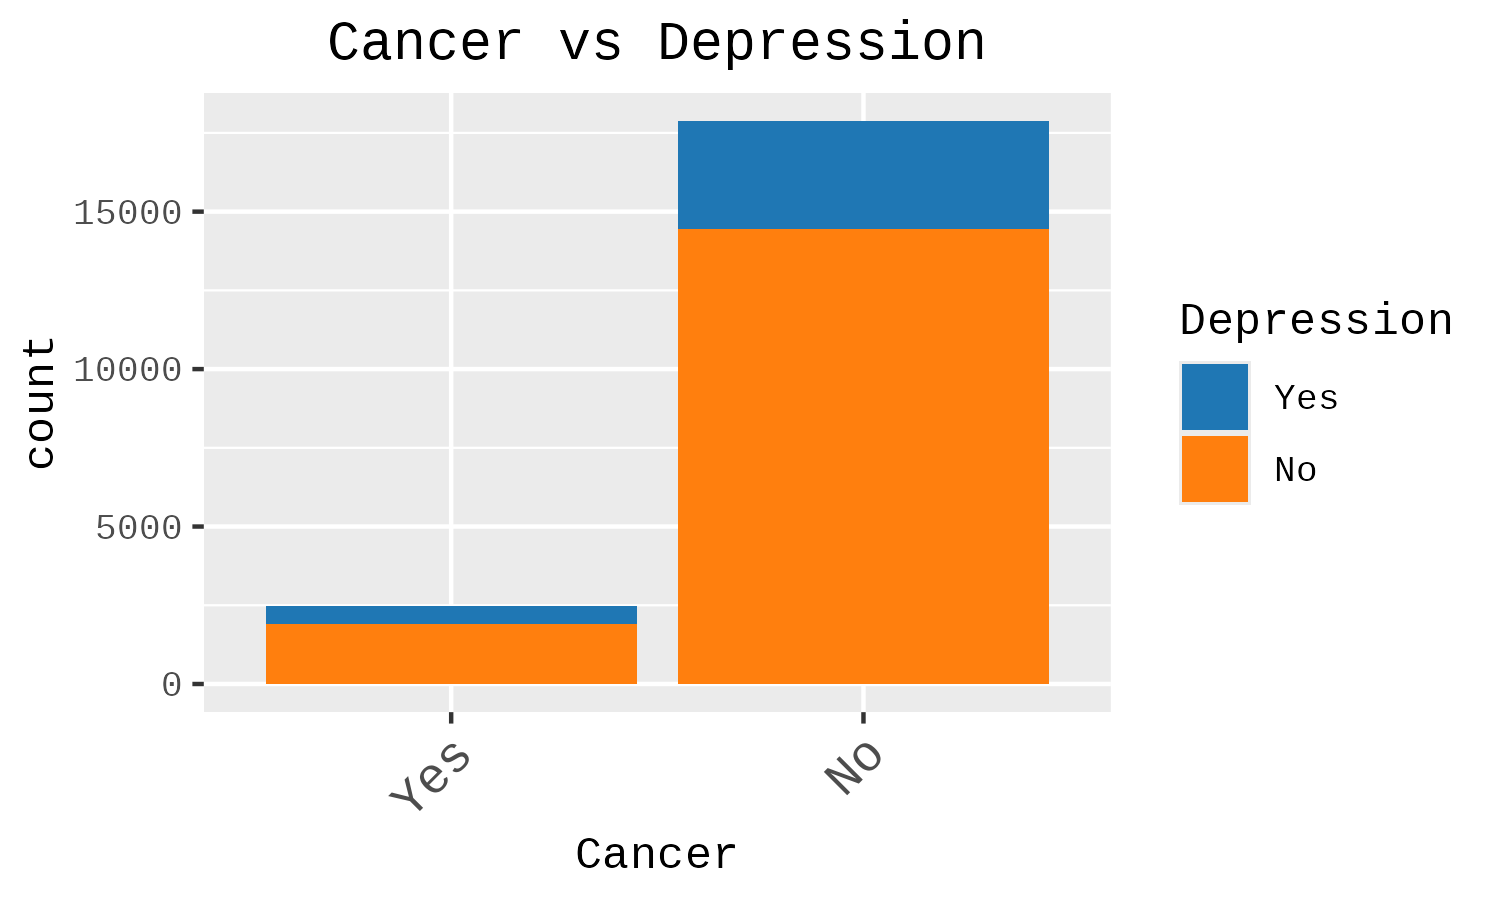 Cancer vs Depression
count
15000
10000
5000
0
Yes
No
Cancer
Depression
Yes
No